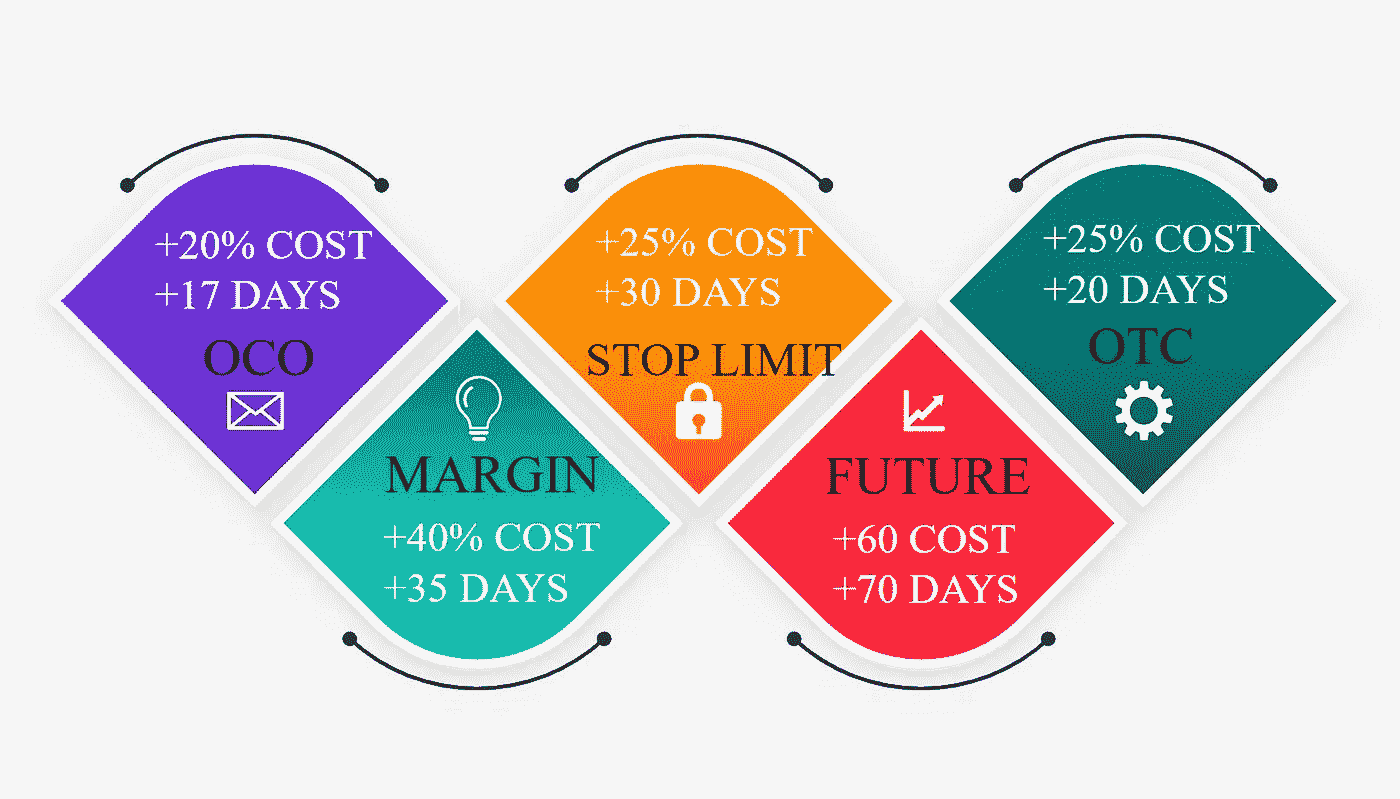 +20% COST
+17 DAYS
OCO
MARGIN
+40% COST
+35 DAYS
+25% COST
+30 DAYS
STOP LIMIT
FUTURE
+60 COST
+70 DAYS
+25% COST
+20 DAYS
OTC